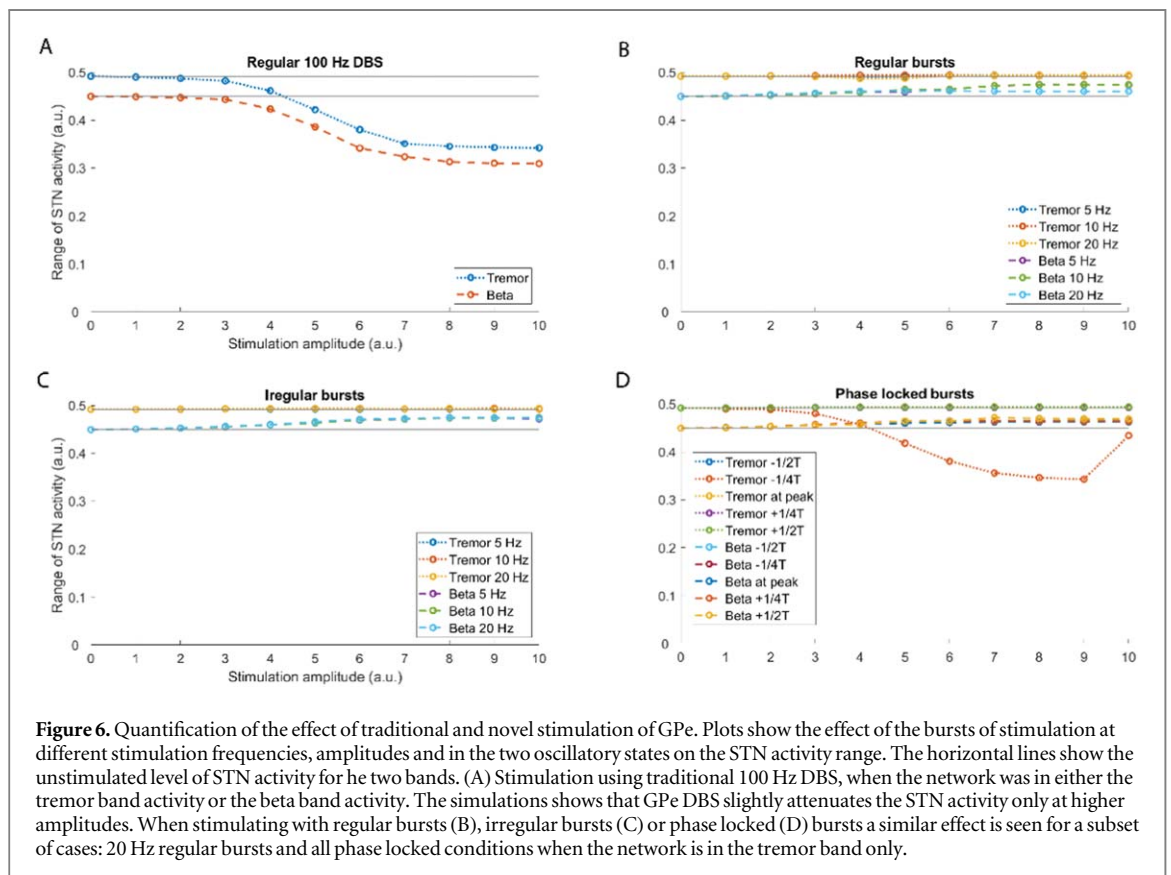 A
Regular 100 Hz DBS
Range of STN activity (a.u.)
0.5
0.4
0.3
0.2
0.1
0
Tremor
Beta
0 1 2 3 4 5 6 7 8 9 10
Stimulation amplitude (a.u.)
B
Regular bursts
0.5
0.4
0.3
0.2
0.1
0
Tremor 5 Hz
Tremor 10 Hz
Tremor 20 Hz
Beta 5 Hz
Beta 10 Hz
Beta 20 Hz
0 1 2 3 4 5 6 7 8 9 10
C
Iregular bursts
Range of STN activity (a.u.)
0.5
0.4
0.3
0.2
0.1
0
Tremor 5 Hz
Tremor 10 Hz
Tremor 20 Hz
Beta 5 Hz
Beta 10 Hz
Beta 20 Hz
0 1 2 3 4 5 6 7 8 9 10
Stimulation amplitude (a.u.)
D
Phase locked bursts
0.5
0.4
0.3
0.2
0.1
0
Tremor -1/2T
Tremor -1/4T
Tremor at peak
Tremor +1/4T
Tremor +1/2T
Beta -1/2T
Beta -1/4T
Beta at peak
Beta +1/4T
Beta +1/2T
0 1 2 3 4 5 6 7 8 9 10
Figure 6. Quantification of the effect of traditional and novel stimulation of GPe. Plots show the effect of the bursts of stimulation at
different stimulation frequencies, amplitudes and in the two oscillatory states on the STN activity range. The horizontal lines show the
unstimulated level of STN activity for he two bands. (A) Stimulation using traditional 100 Hz DBS, when the network was in either the
tremor band activity or the beta band activity. The simulations shows that GPe DBS slightly attenuates the STN activity only at higher
amplitudes. When stimulating with regular bursts (B), irregular bursts (C) or phase locked (D) bursts a similar effect is seen for a subset
of cases: 20 Hz regular bursts and all phase locked conditions when the network is in the tremor band only.